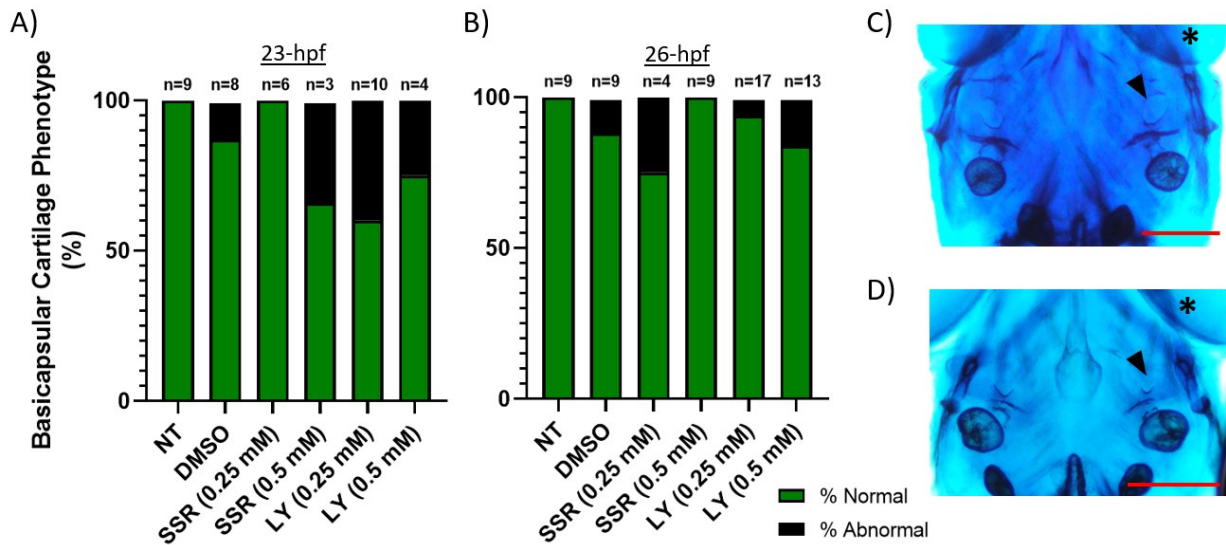 A)
23-hpf
n=9 n=8 n=6 n=3 n=10 n=4
Basicapsular Cartilage Phenotype
(%)
100
50
0
NT
DMSO
SSR (0.25 mM)
SSR (0.5 mM)
LY (0.25 mM)
LY (0.5 mM)
B)
26-hpf
n=9 n=9 n=4 n=9 n=17 n=13
100
50
0
NT
DMSO
SSR (0.25 mM)
SSR (0.5 mM)
LY (0.25 mM)
LY (0.5 mM)
% Normal
% Abnormal
C)
*
D)
*